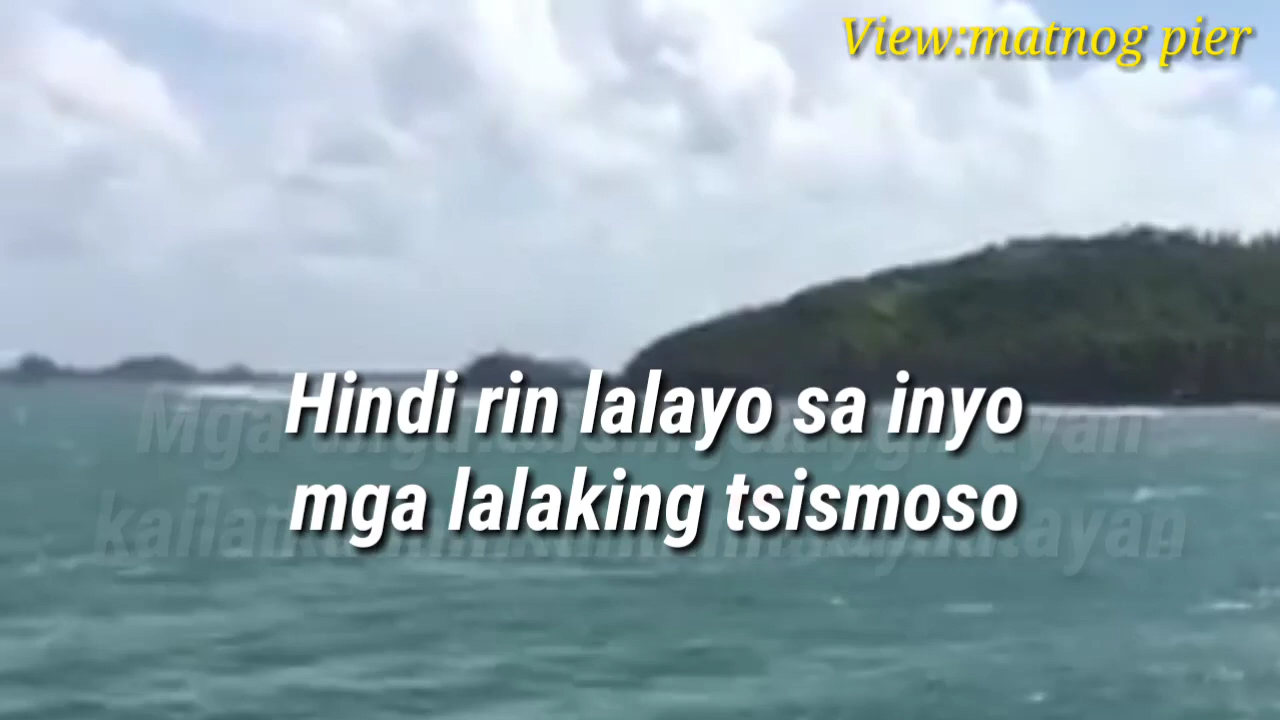 View:matnog pier
Hindi rin lalayo sa inyo
mga lalaking tsismoso